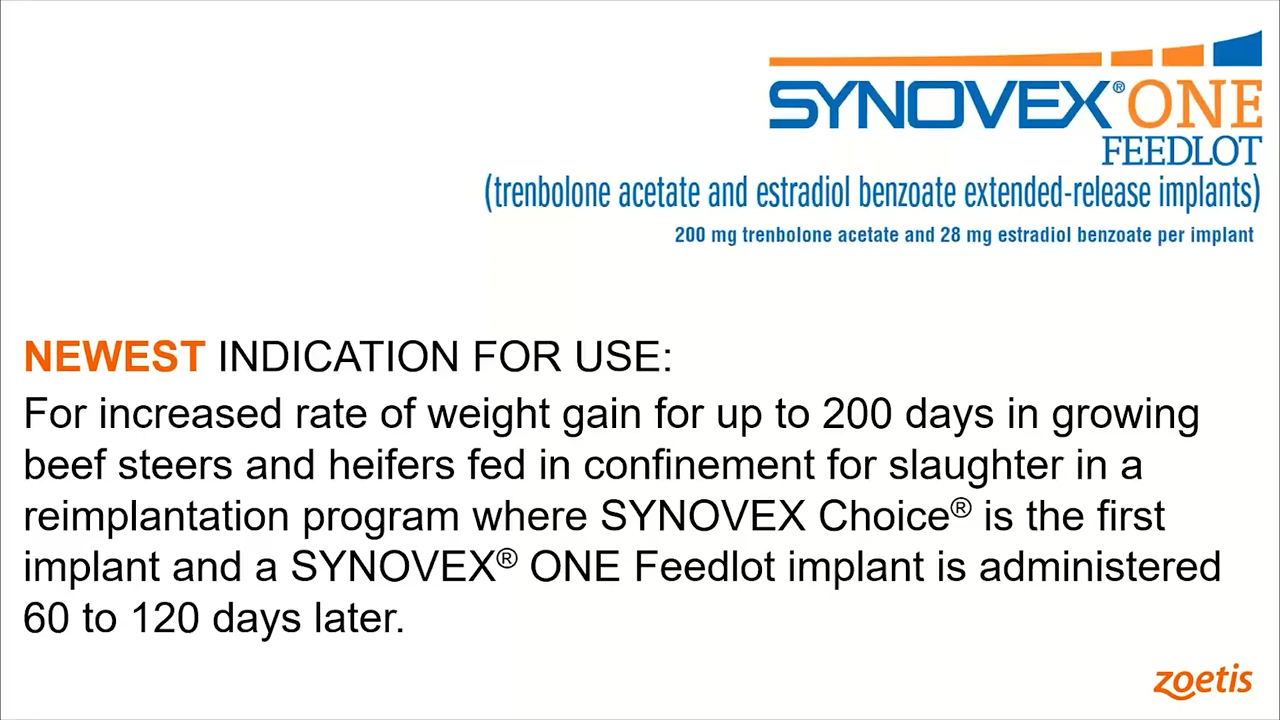 SYNOVEX® ONE
FEEDLOT
(trenbolone acetate and estradiol benzoate extended-release implants)
200 mg trenbolone acetate and 28 mg estradiol benzoate per implant
NEWEST INDICATION FOR USE:
For increased rate of weight gain for up to 200 days in growing
beef steers and heifers fed in confinement for slaughter in a
reimplantation program where SYNOVEX Choice® is the first
implant and a SYNOVEX® ONE Feedlot implant is administered
60 to 120 days later.
zoetis